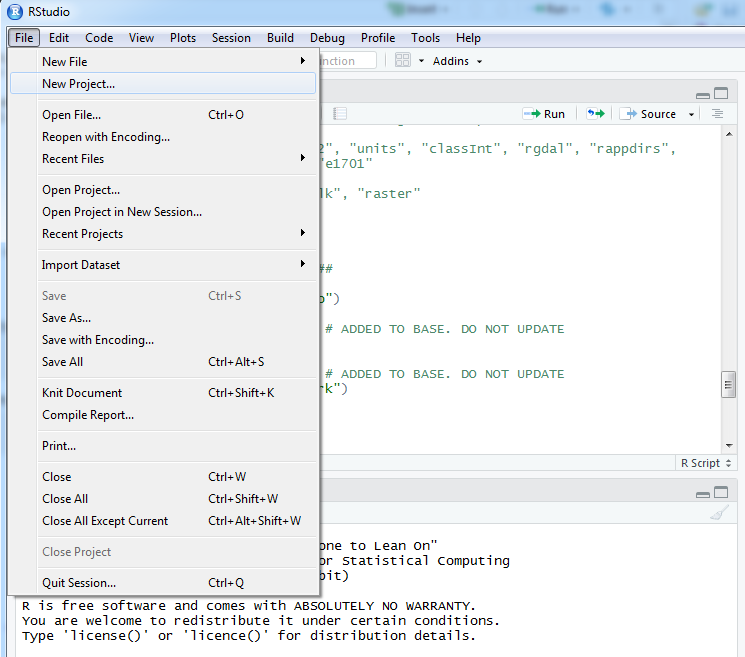 RStudio
File Edit Code View Plots Session Build Debug Profile Tools Help
New File
nction
Addins
New Project...
Open File... Ctrl+O
Run
Source
Reopen with Encoding...
2", "units", "classInt", "rgdal", "rappdirs",
Recent Files
"e1701"
Open Project...
lk", "raster"
Open Project in New Session...
Recent Projects
Import Dataset
##
Save Ctrl+S
o")
Save As...
# ADDED TO BASE. DO NOT UPDATE
Save with Encoding...
Save All Ctrl+Alt+S
# ADDED TO BASE. DO NOT UPDATE
Knit Document Ctrl+Shift+K
rk")
Compile Report...
Print...
R Script
Close Ctrl+W
Close All Ctrl+Shift+W
Close All Except Current Ctrl+Alt+Shift+W
one to Lean On"
Close Project
or Statistical Computing
bit)
Quit Session... Ctrl+Q
R is free software and comes with ABSOLUTELY NO WARRANTY.
You are welcome to redistribute it under certain conditions.
Type 'license()' or 'licence()' for distribution details.